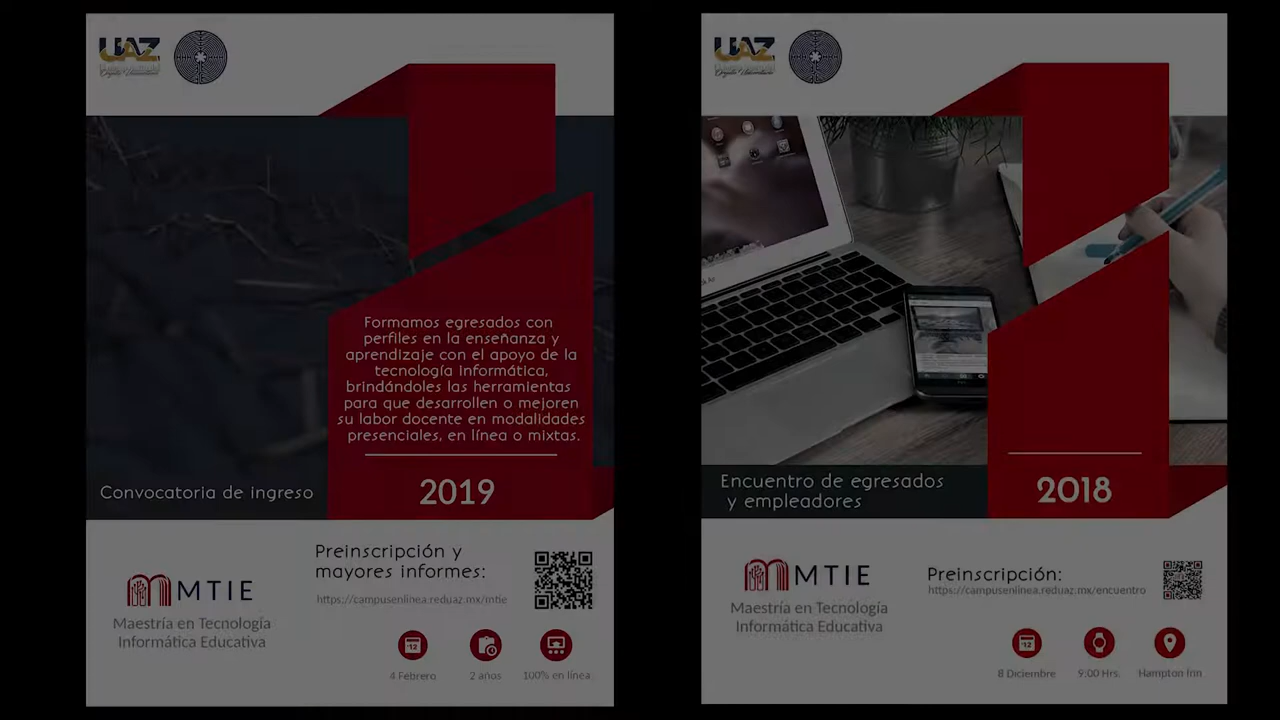 UAZ
Formamos egresados con
perfiles en la enseñanza y
aprendizaje con el apoyo de la
tecnología informática,
brindándoles las herramientas
para que desarrollen o mejoren
su labor docente en modalidades
presenciales, en línea o mixtas.
Convocatoria de ingreso
2019
Preinscripción y
mayores informes:
https://campusenlinea.reduaz.mx/mtie
MTIE
Maestría en Tecnología
Informática Educativa
4 Febrero
2 años
100% en línea
UAZ
Encuentro de egresados
y empleadores
2018
Preinscripción:
https://campusenlinea.reduaz.mx/encuentro
MTIE
Maestría en Tecnología
Informática Educativa
8 Diciembre
9:00 Hrs.
Hampton Inn